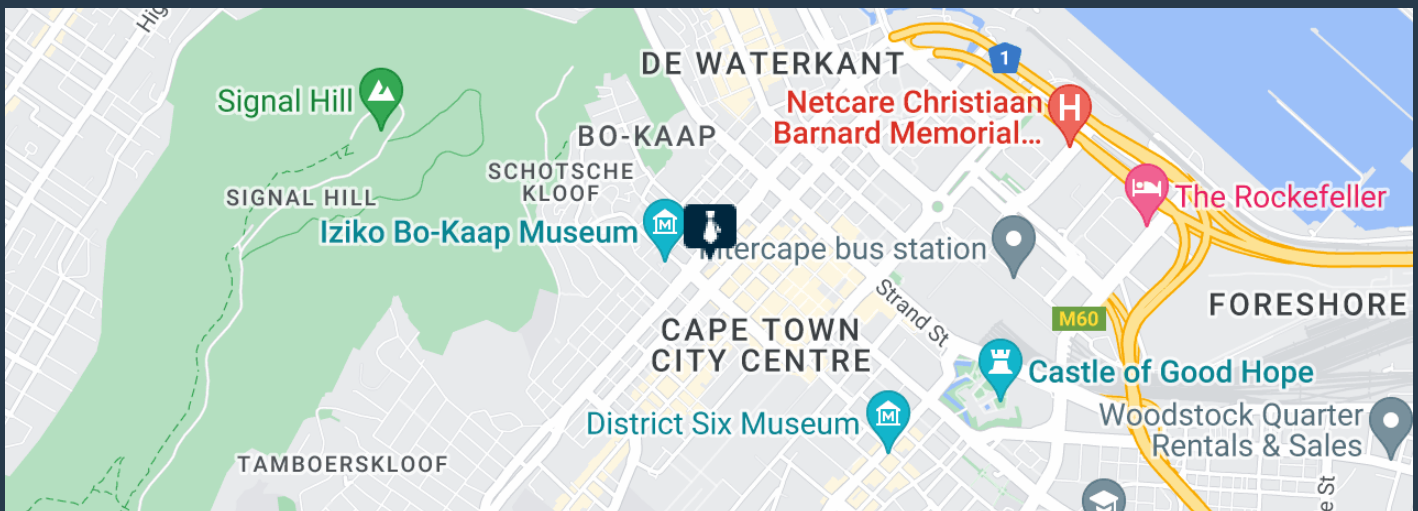 Hig
DE WATERKANT
1
Signal Hill
Netcare Christiaan
Barnard Memorial...
H
BO-KAAP
SCHOTSCHE
KLOOF
SIGNAL HILL
The Rockefeller
Iziko Bo-Kaap Museum
M
Intercape bus station
Strand St
FORESHORE
M60
CAPE TOWN
CITY CENTRE
Castle of Good Hope
District Six Museum
M
Woodstock Quarter
Rentals & Sales
TAMBOERSKLOOF
e St